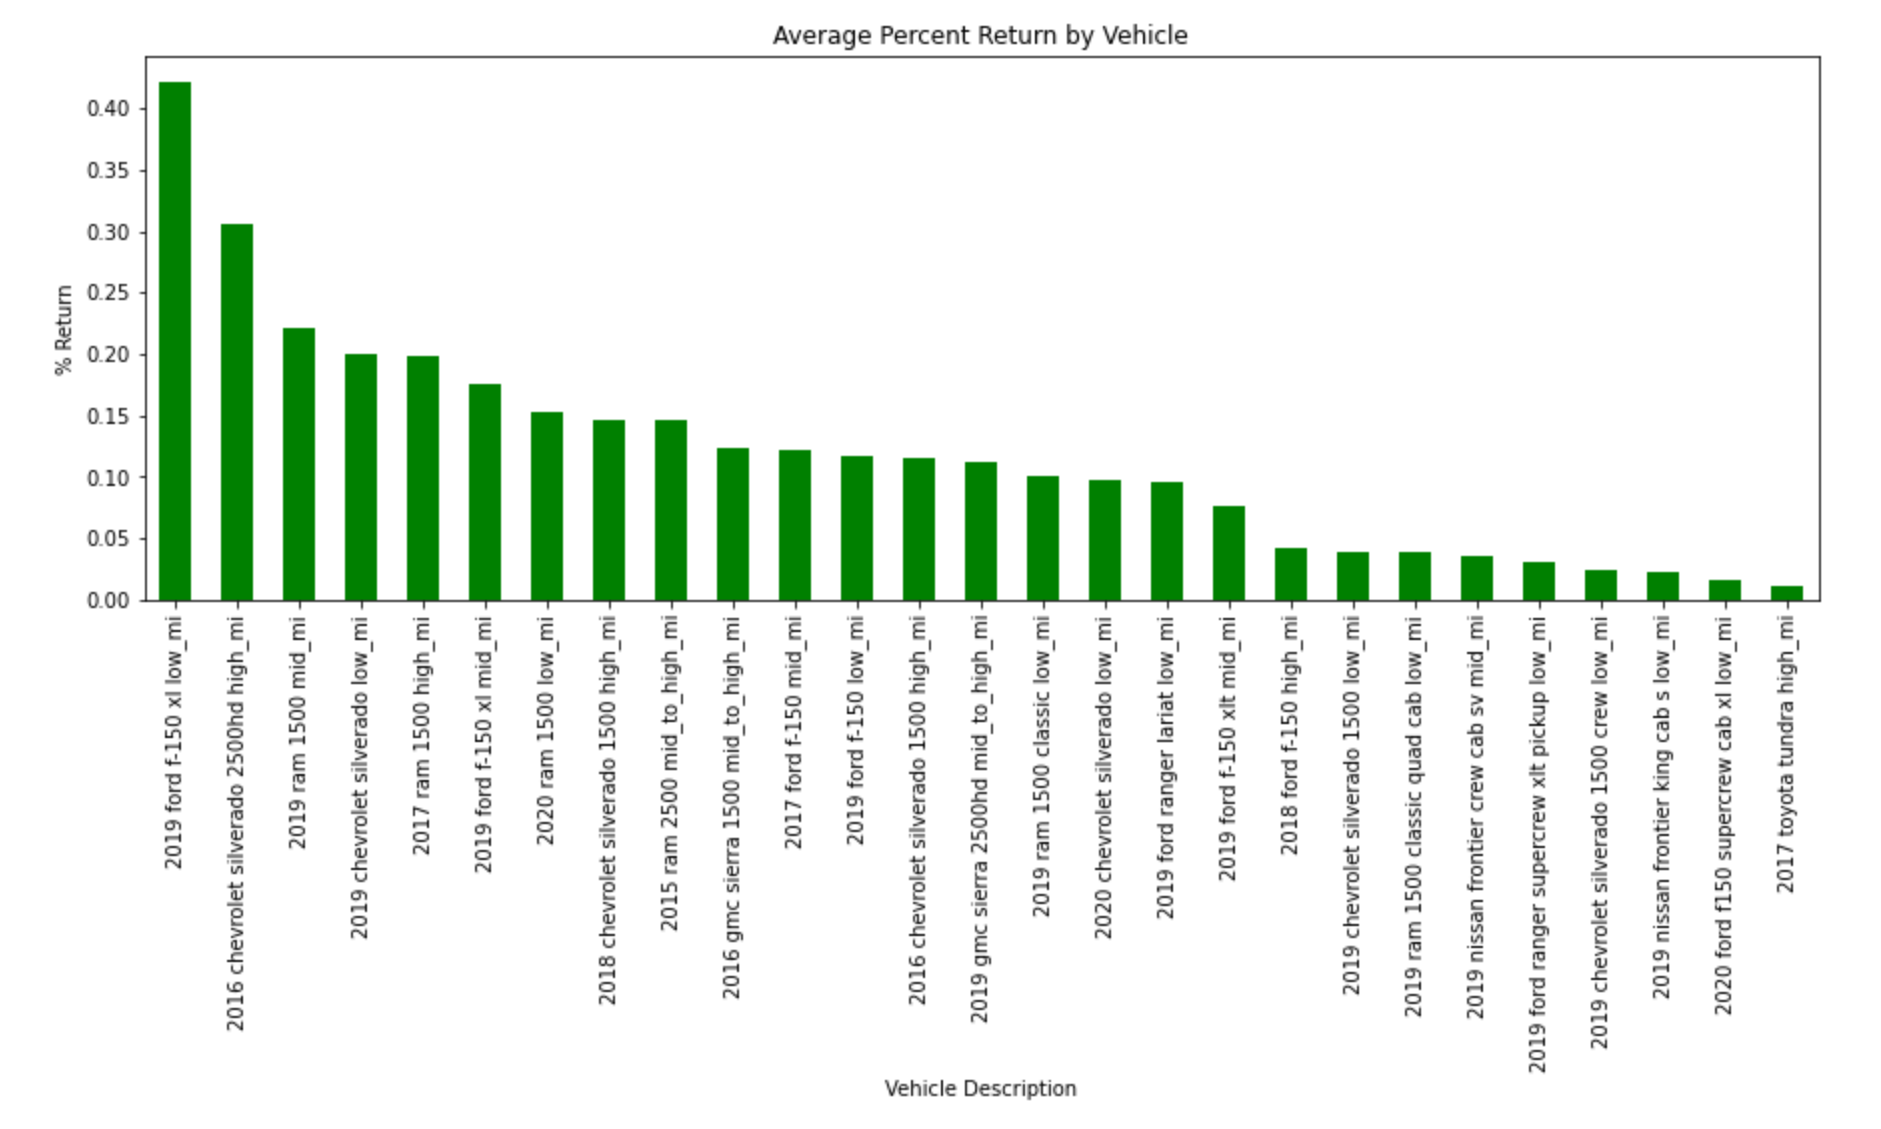 Average Percent Return by Vehicle
% Return
0.40
0.35
0.30
0.25
0.20
0.15
0.10
0.05
0.00
2019 ford f-150 xl low_mi
2016 chevrolet silverado 2500hd high_mi
2019 ram 1500 mid_mi
2019 chevrolet silverado low_mi
2017 ram 1500 high_mi
2019 ford f-150 xl mid_mi
2020 ram 1500 low_mi
2018 chevrolet silverado 1500 high_mi
2015 ram 2500 mid_to_high_mi
2016 gmc sierra 1500 mid_to_high_mi
2017 ford f-150 mid_mi
2019 ford f-150 low_mi
2016 chevrolet silverado 1500 high_mi
2019 gmc sierra 2500hd mid_to_high_mi
2019 ram 1500 classic low_mi
2020 chevrolet silverado low_mi
2019 ford ranger lariat low_mi
2019 ford f-150 xlt mid_mi
2018 ford f-150 high_mi
2019 chevrolet silverado 1500 low_mi
2019 ram 1500 classic quad cab low_mi
2019 nissan frontier crew cab sv mid_mi
2019 ford ranger supercrew xlt pickup low_mi
2019 chevrolet silverado 1500 crew low_mi
2019 nissan frontier king cab s low_mi
2020 ford f150 supercrew cab xl low_mi
2017 toyota tundra high_mi
Vehicle Description